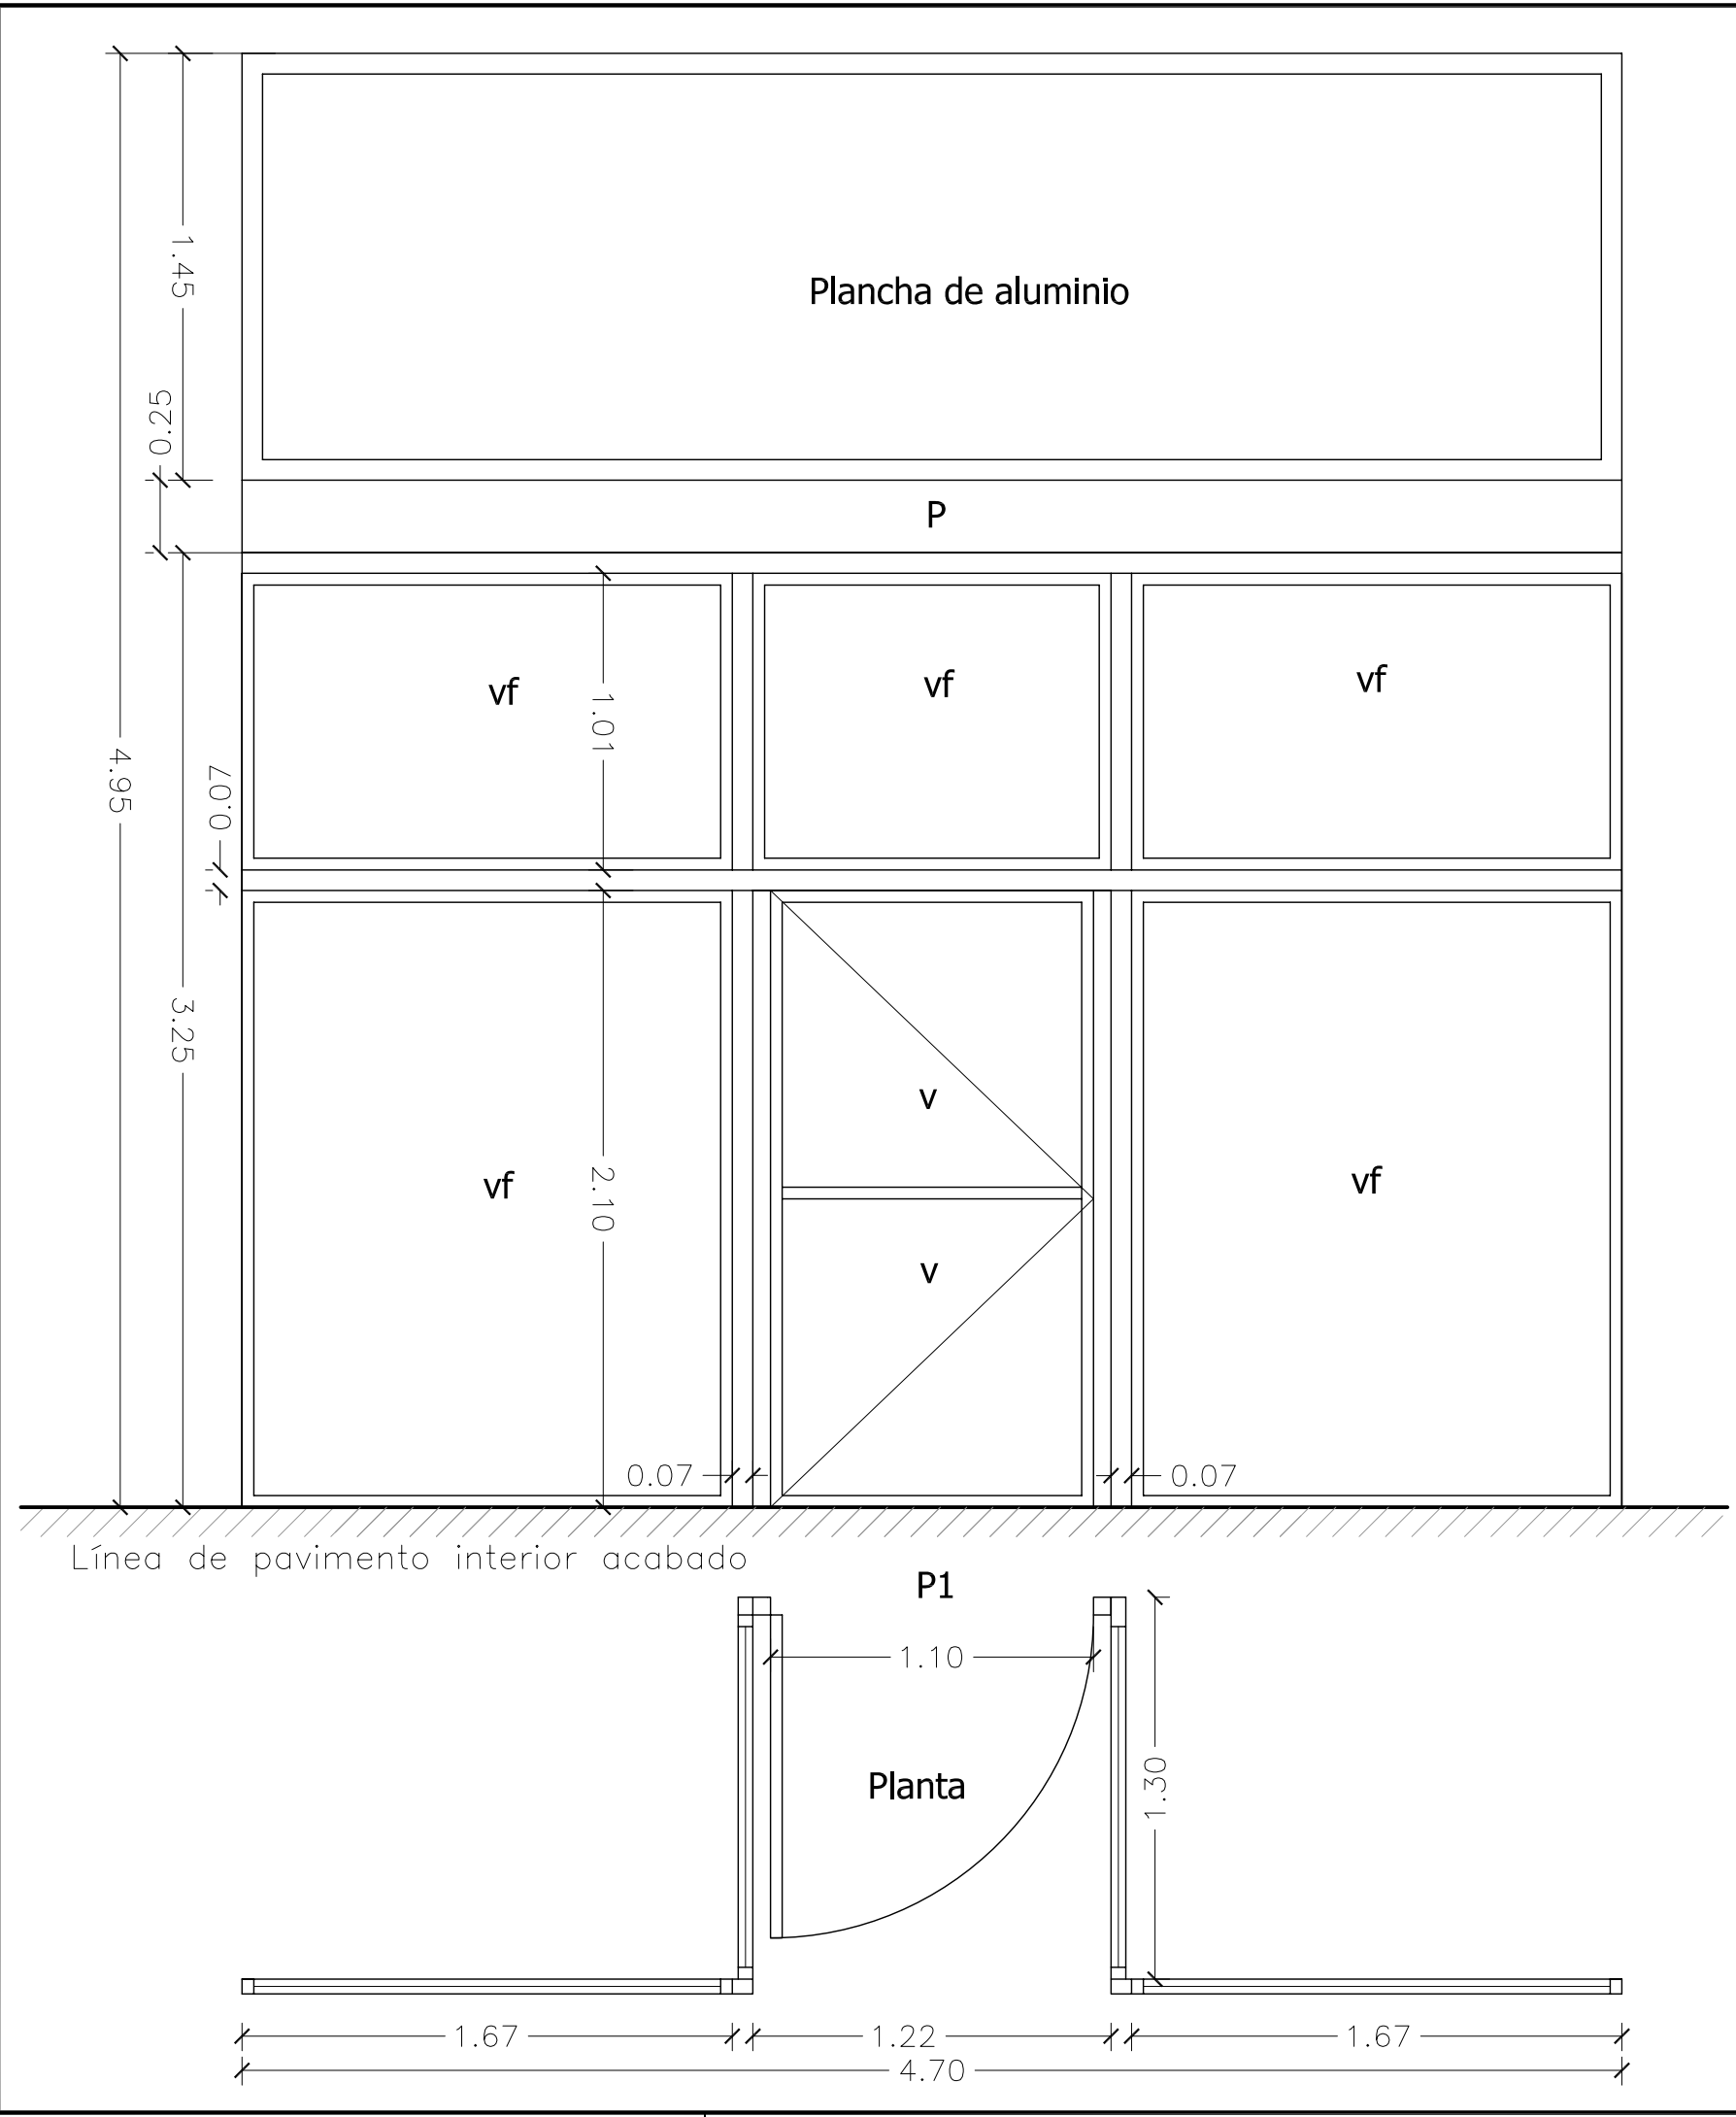 1.45
Plancha de aluminio
0.25
P
vf
vf
vf
1.01
4.95
0.07
3.25
v
2.10
vf
vf
v
0.07
0.07
Línea de pavimento interior acabado
P1
1.10
Planta
1.30
1.67
1.22
1.67
4.70